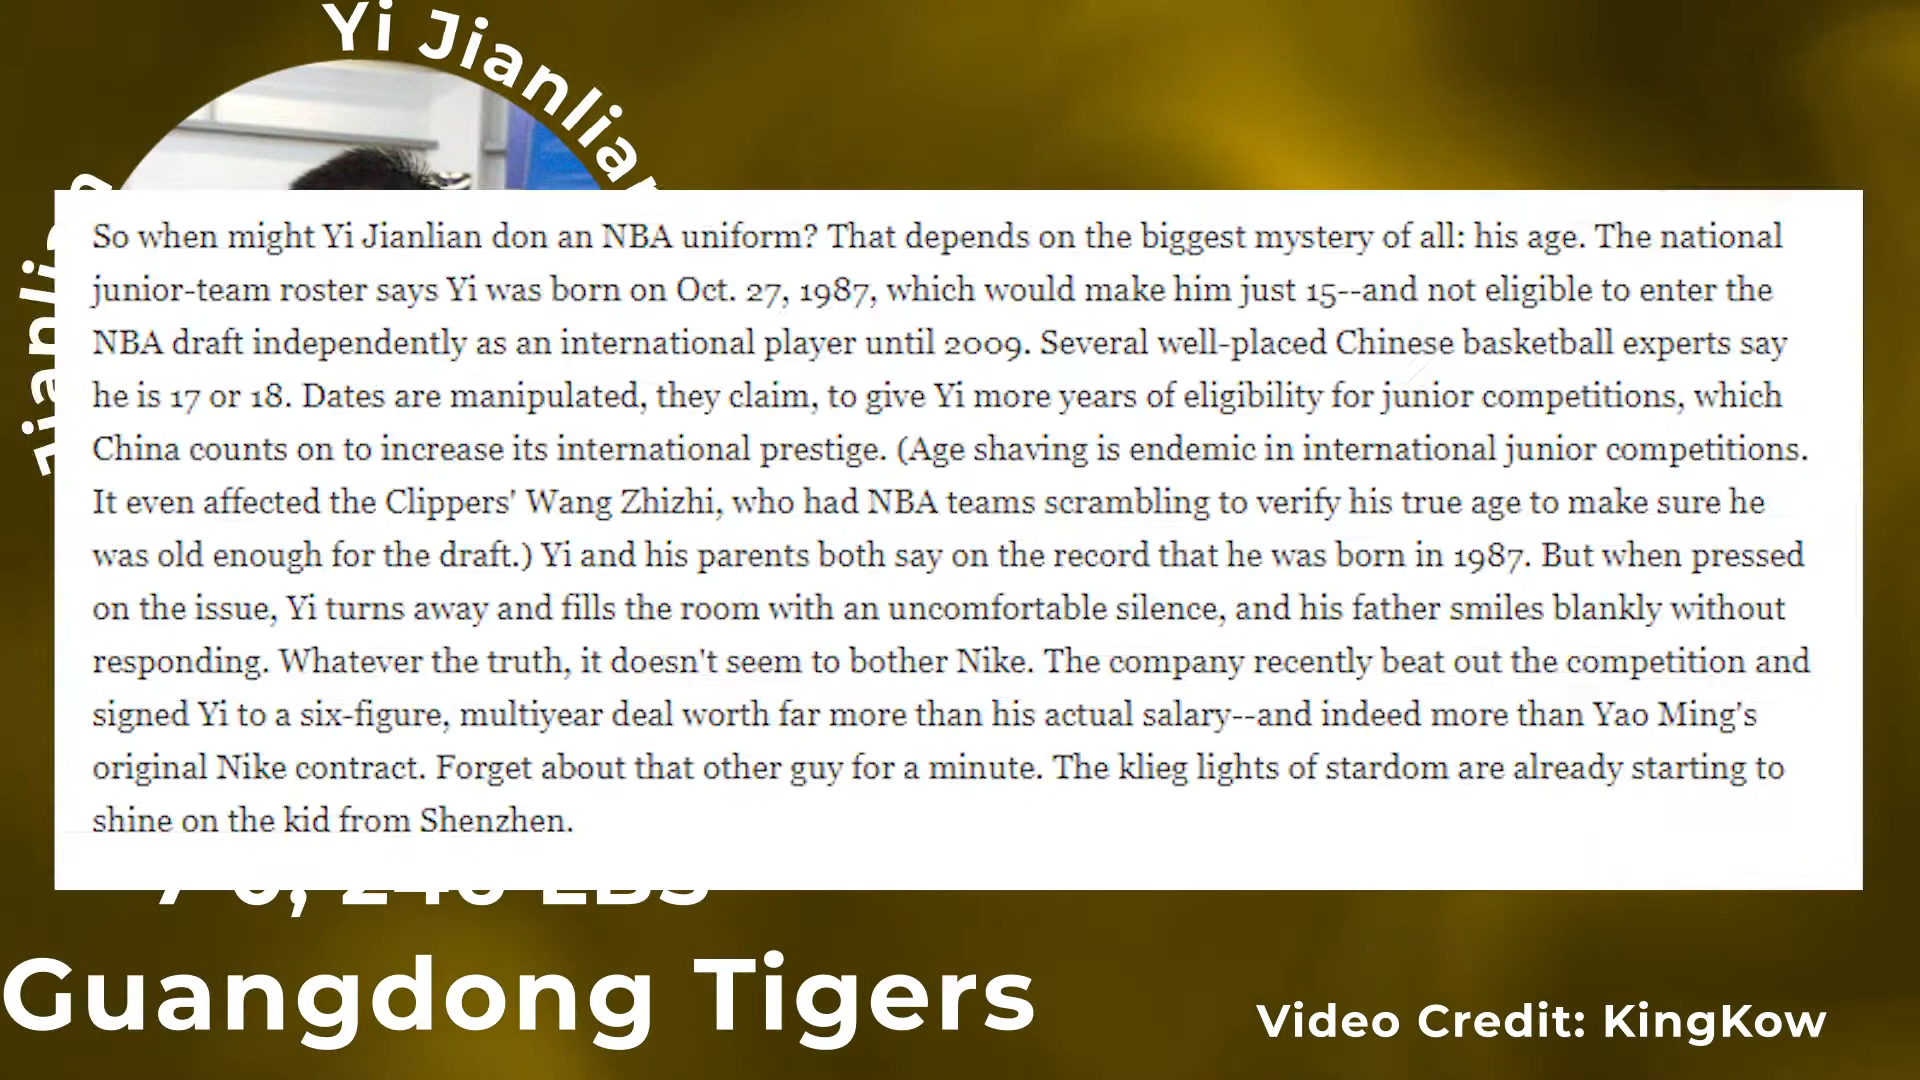 Yi Jianlian
So when might Yi Jianlian don an NBA uniform? That depends on the biggest mystery of all: his age. The national
junior-team roster says Yi was born on Oct. 27, 1987, which would make him just 15--and not eligible to enter the
NBA draft independently as an international player until 2009. Several well-placed Chinese basketball experts say
he is 17 or 18. Dates are manipulated, they claim, to give Yi more years of eligibility for junior competitions, which
China counts on to increase its international prestige. (Age shaving is endemic in international junior competitions.
It even affected the Clippers' Wang Zhizhi, who had NBA teams scrambling to verify his true age to make sure he
was old enough for the draft.) Yi and his parents both say on the record that he was born in 1987. But when pressed
on the issue, Yi turns away and fills the room with an uncomfortable silence, and his father smiles blankly without
responding. Whatever the truth, it doesn't seem to bother Nike. The company recently beat out the competition and
signed Yi to a six-figure, multiyear deal worth far more than his actual salary--and indeed more than Yao Ming's
original Nike contract. Forget about that other guy for a minute. The klieg lights of stardom are already starting to
shine on the kid from Shenzhen.
LBS
Guangdong Tigers
Video Credit: KingKow